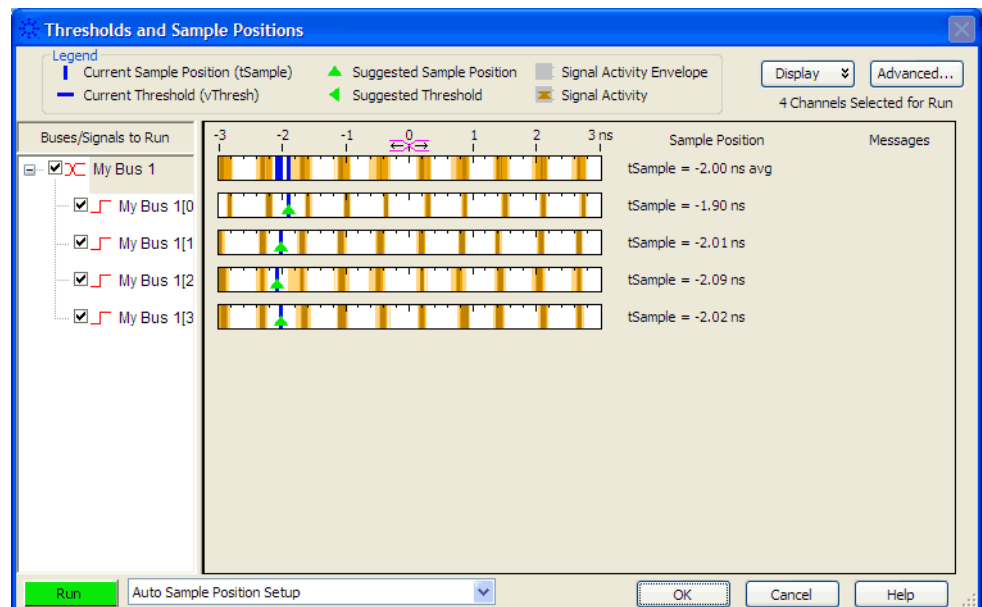 Thresholds and Sample Positions
Legend
Current Sample Position (tSample)
Suggested Sample Position
Signal Activity Envelope
Current Threshold (vThresh)
Suggested Threshold
Signal Activity
Display
Advanced...
4 Channels Selected for Run
Buses/Signals to Run
-3 -2 -1 0 1 2 3 ns
Sample Position
Messages
My Bus 1
tSample = -2.00 ns avg
My Bus 1[0
tSample = -1.90 ns
My Bus 1[1
tSample = -2.01 ns
My Bus 1[2
tSample = -2.09 ns
My Bus 1[3
tSample = -2.02 ns
Run
Auto Sample Position Setup
OK
Cancel
Help